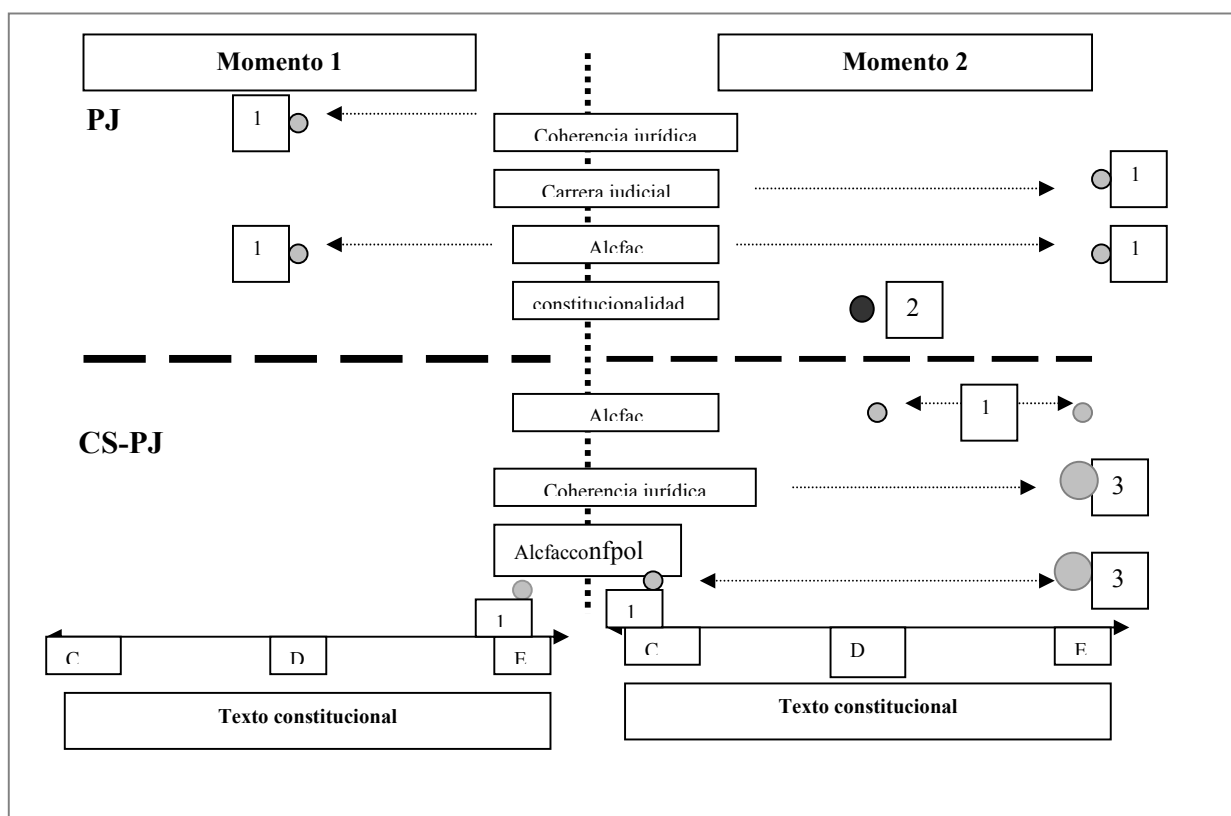 Momento 1
Momento 2
PJ
1
Coherencia jurídica
Carrera judicial
1
1
Alcfac
1
constitucionalidad
2
Alcfac
1
CS-PJ
Coherencia jurídica
3
Alcfacconfpol
3
1
1
C
D
E
C
D
E
Texto constitucional
Texto constitucional